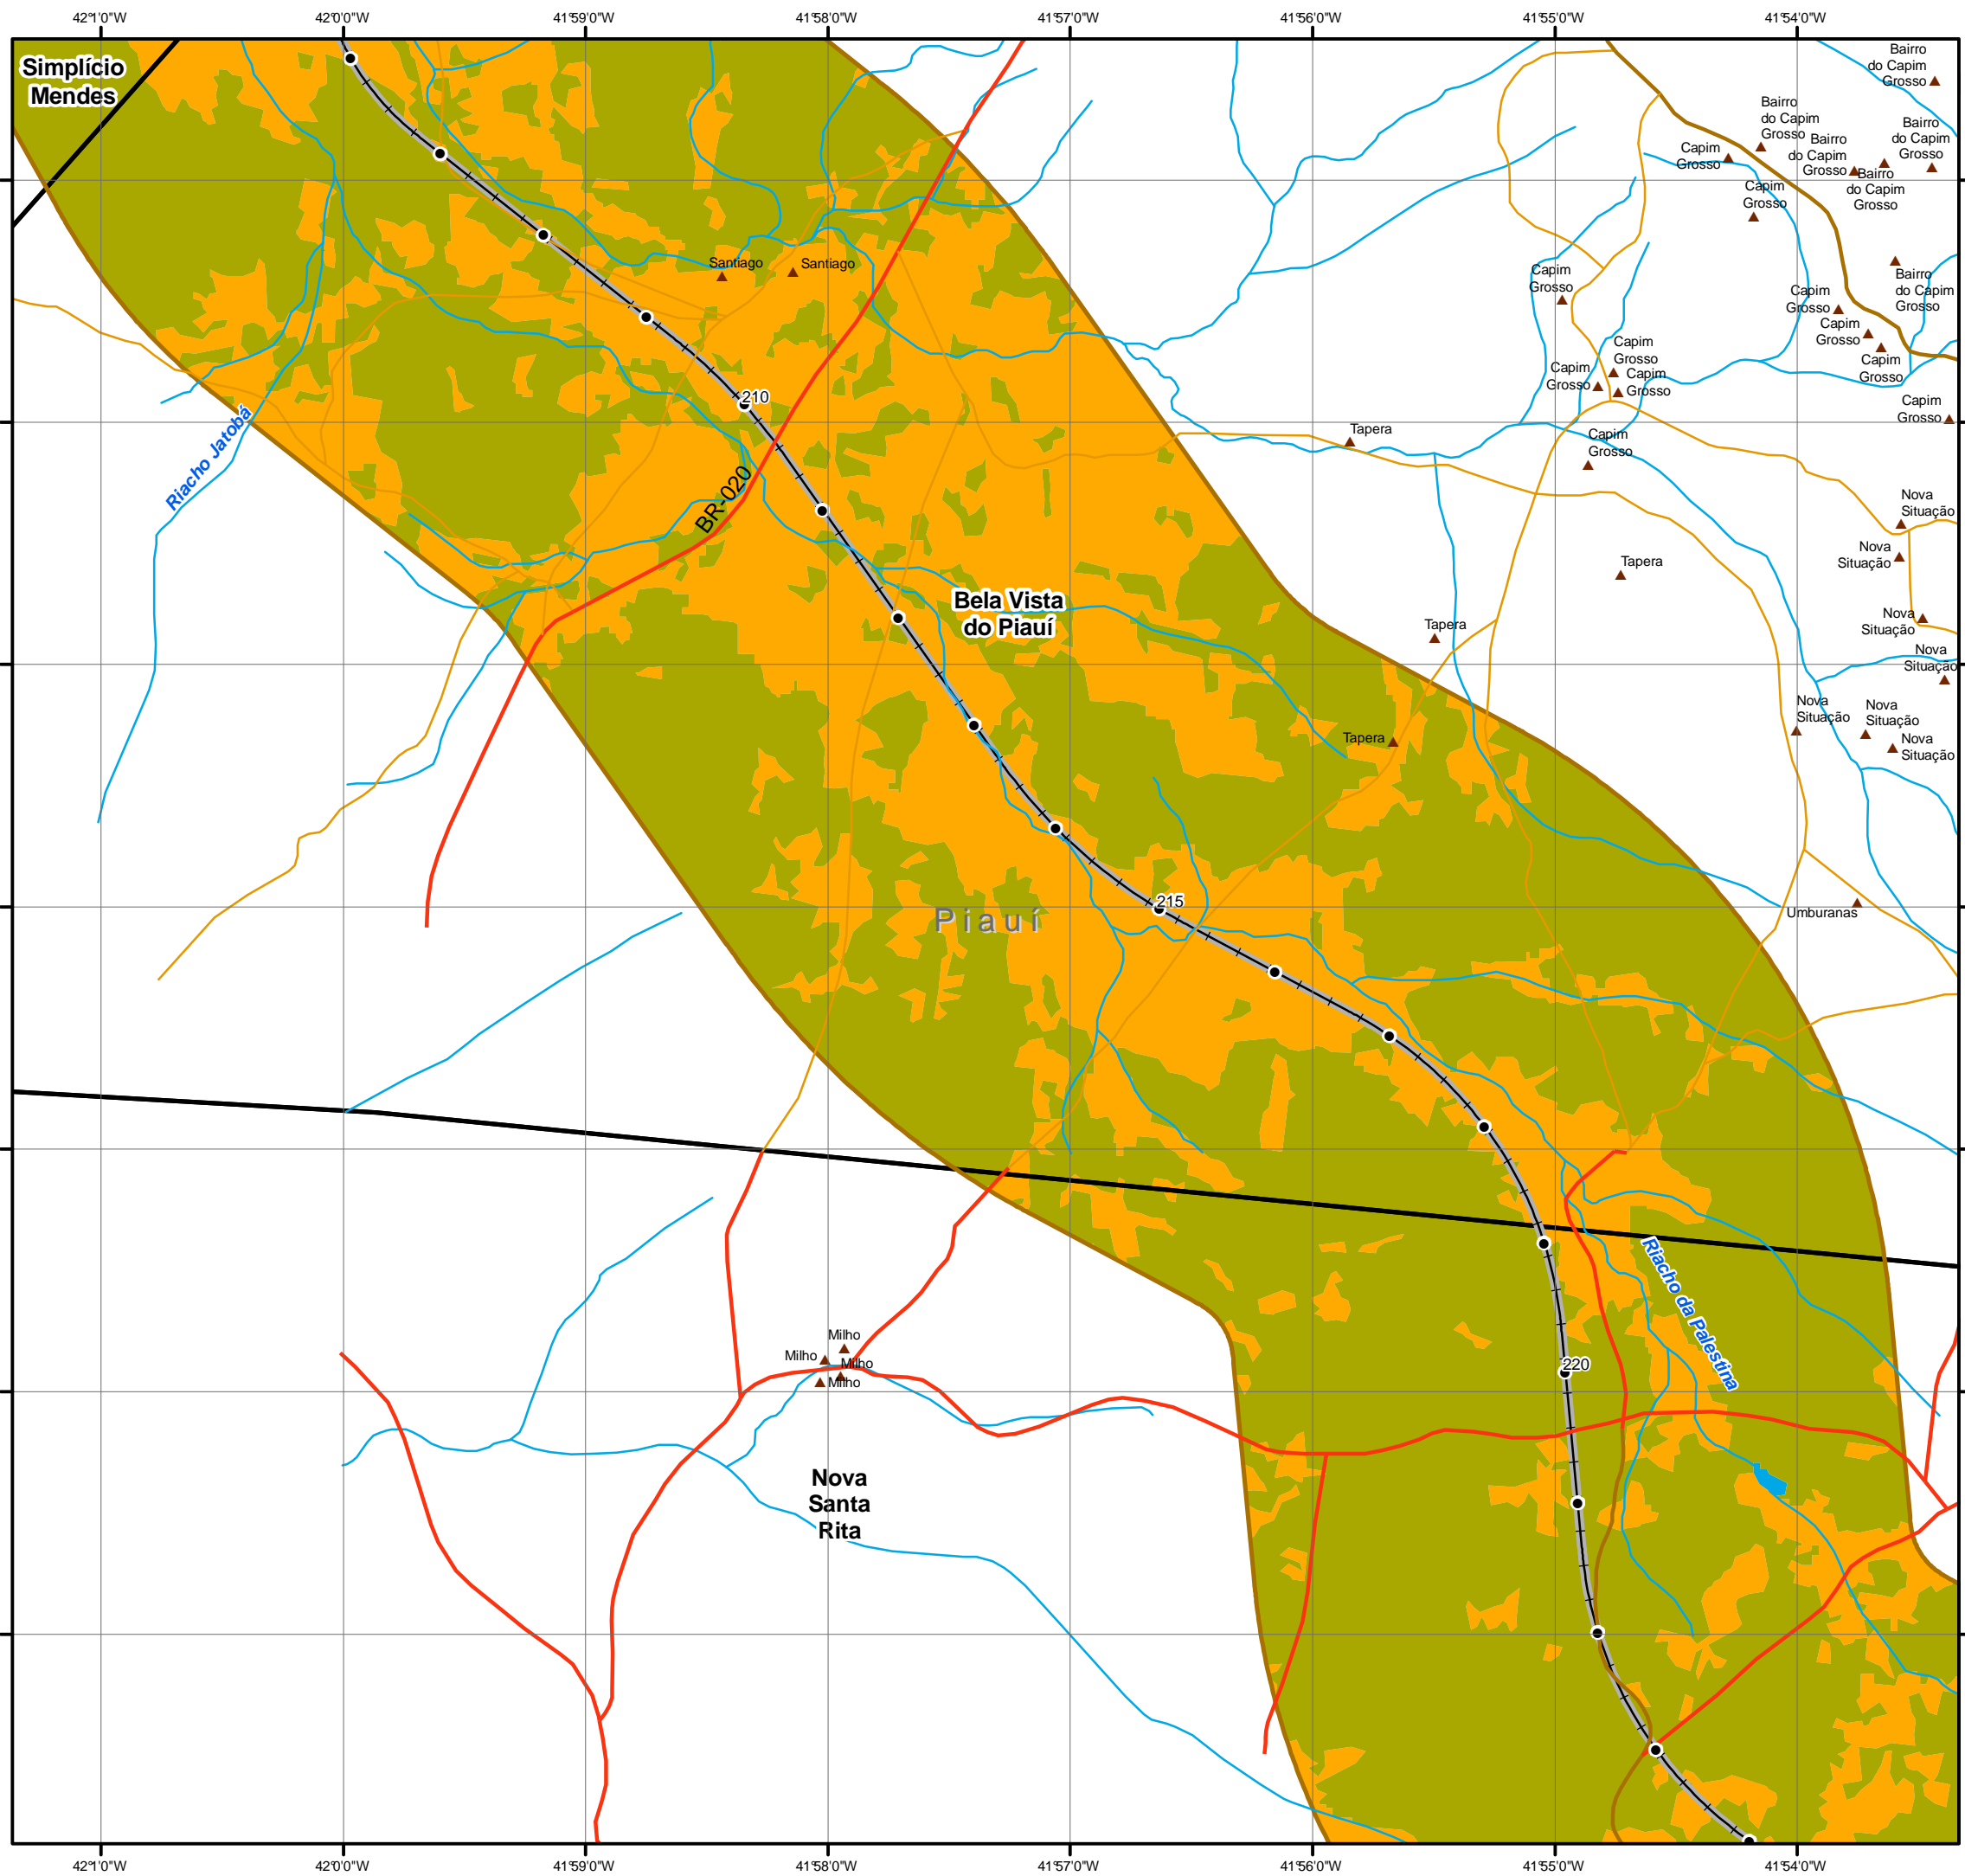 42°1'0"W 42°0'0"W 41°59'0"W 41°58'0"W 41°57'0"W 41°56'0"W 41°55'0"W 41°54'0"W
Simplício
Mendes
Bairro
do Capim
Grosso
Bairro
do Capim
Grosso
Bairro
do Capim
Grosso
Bairro
do Capim
Grosso
Capim
Grosso
Bairro
do Capim
Grosso
Capim
Grosso
Santiago
Santiago
Capim
Grosso
Bairro
do Capim
Grosso
Capim
Grosso
Capim
Grosso
Capim
Grosso
Capim
Grosso
Capim
Grosso
Capim
Grosso
210
Capim
Grosso
Riacho Jatobá
Tapera
Capim
Grosso
BR-020
Nova
Situação
Nova
Situação
Tapera
Bela Vista
do Piauí
Tapera
Nova
Situação
Nova
Situação
Nova
Situação
Nova
Situação
Nova
Situação
Tapera
215
Umburanas
Piauí
Riacho da Palestina
Milho
Milho
Milho
Milho
220
Nova
Santa
Rita
42°1'0"W 42°0'0"W 41°59'0"W 41°58'0"W 41°57'0"W 41°56'0"W 41°55'0"W 41°54'0"W